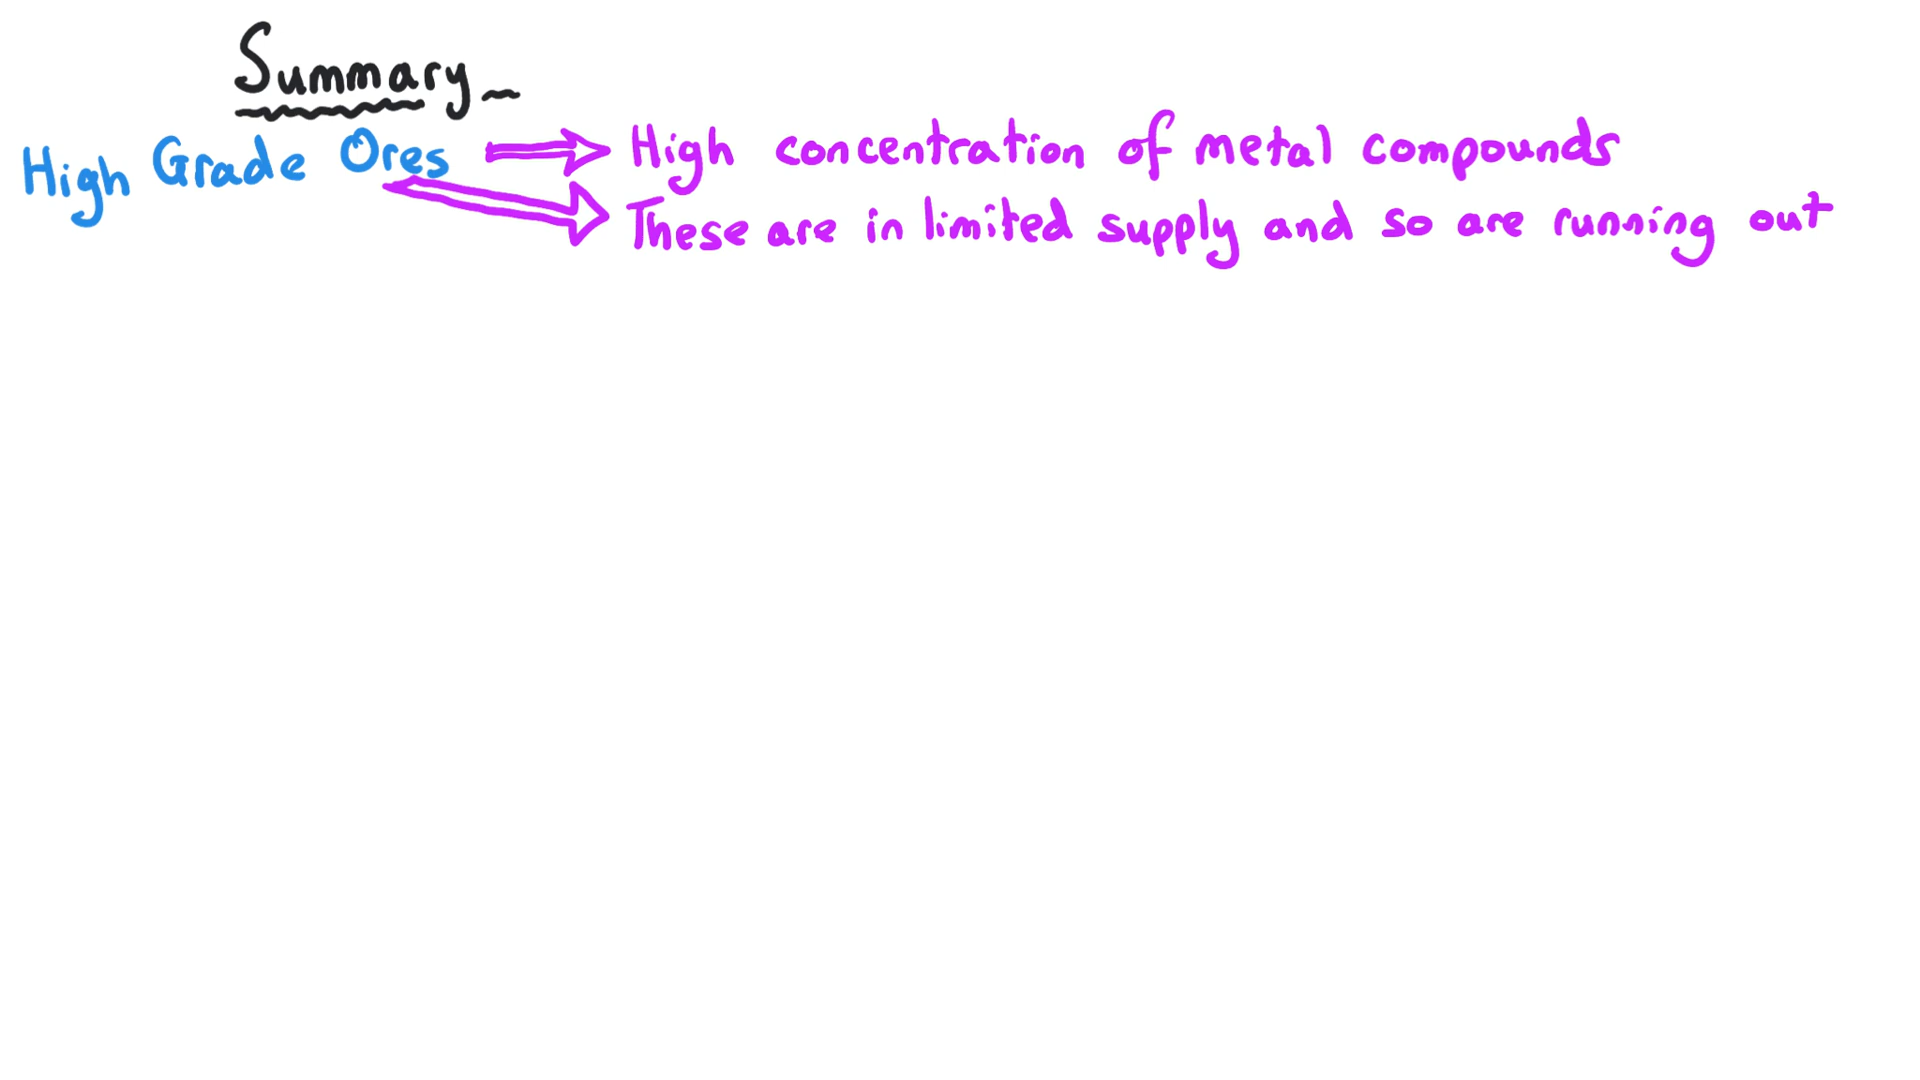 Summary
High Grade Ores ⇒ High concentration of metal compounds
These are in limited supply and so are running out